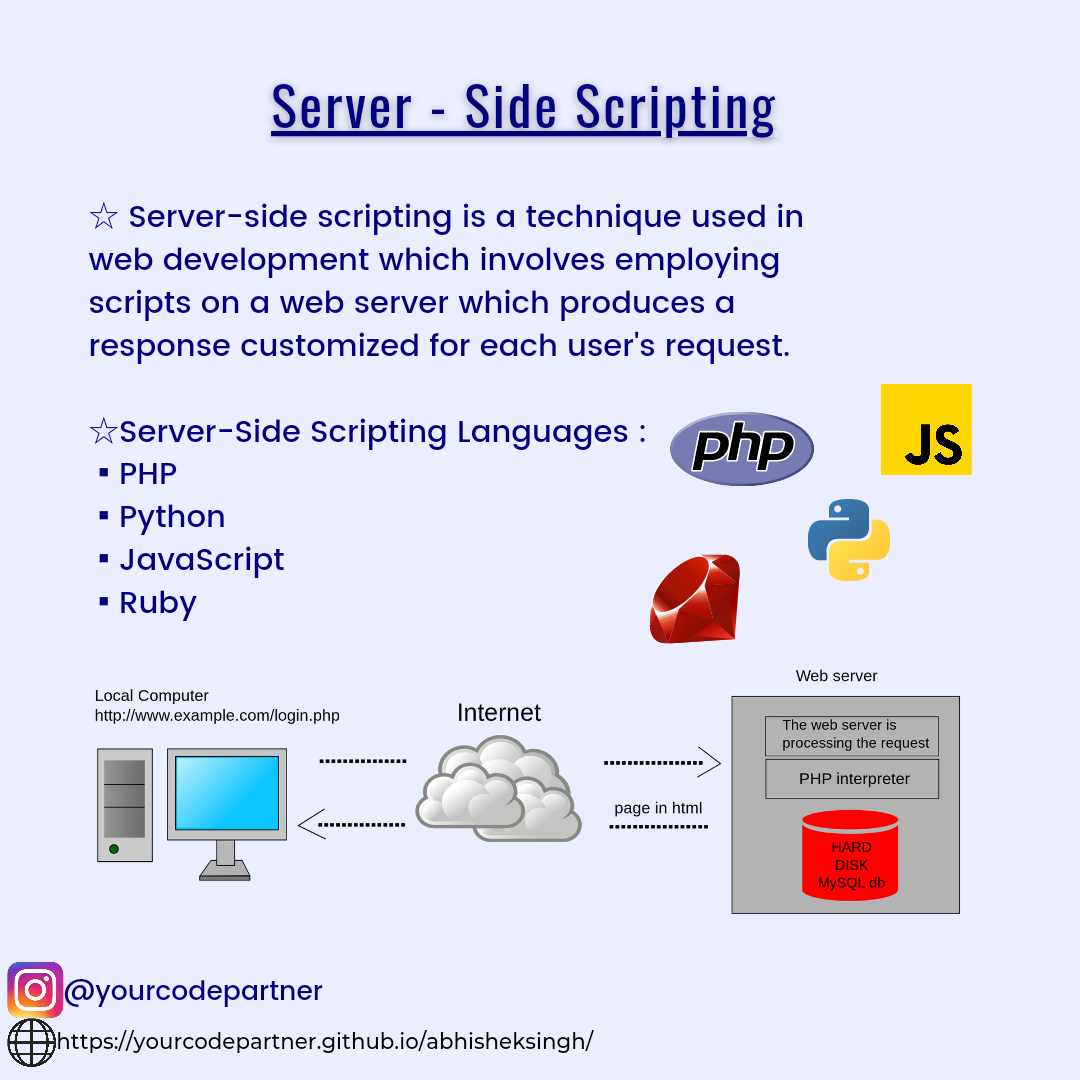 Server - Side Scripting
☆ Server-side scripting is a technique used in
web development which involves employing
scripts on a web server which produces a
response customized for each user's request.
☆Server-Side Scripting Languages :
▪ PHP
▪ Python
▪ JavaScript
▪ Ruby
php
JS
Local Computer
http://www.example.com/login.php
Internet
page in html
Web server
The web server is
processing the request
PHP interpreter
HARD
DISK
MySQL db
@yourcodepartner
https://yourcodepartner.github.io/abhisheksingh/